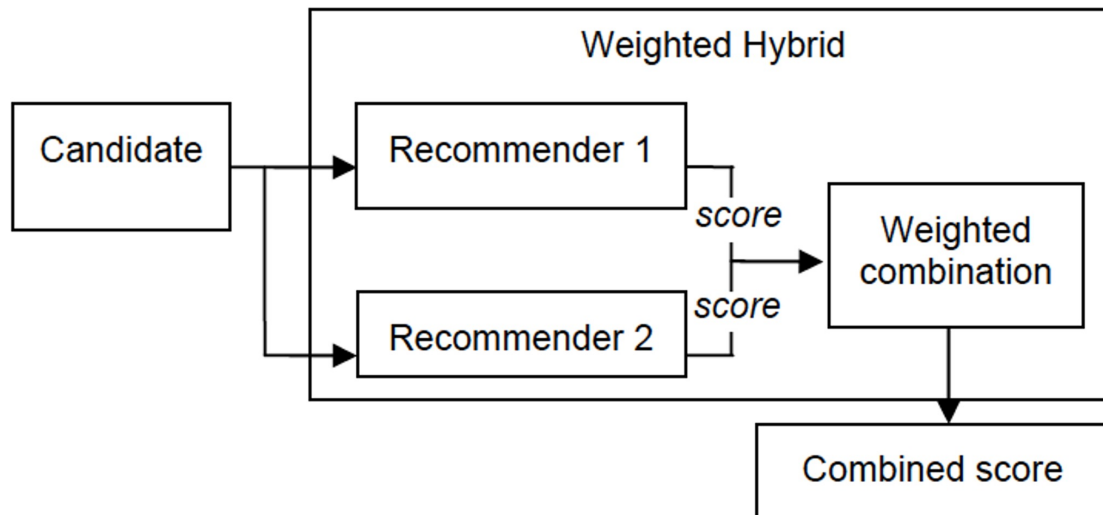 Weighted Hybrid
Candidate
Recommender 1
score
Weighted
combination
score
Recommender 2
Combined score